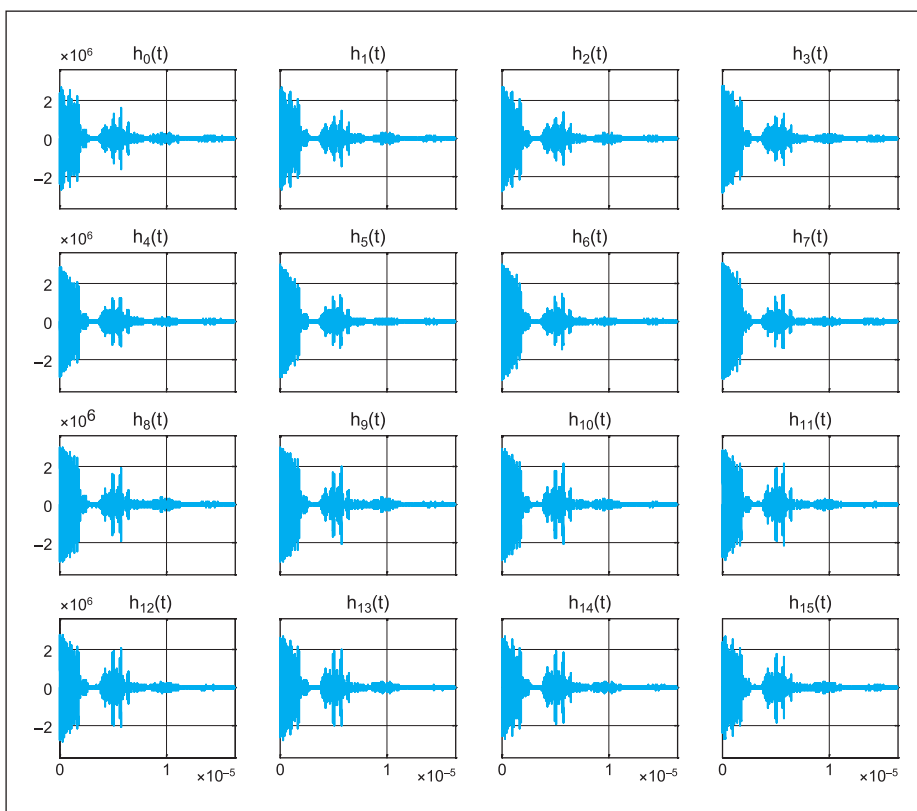 ×10⁶ h₀(t) h₁(t) h₂(t) h₃(t)
2
0
−2
×10⁶ h₄(t) h₅(t) h₆(t) h₇(t)
2
0
−2
×10⁶ h₈(t) h₉(t) h₁₀(t) h₁₁(t)
2
0
−2
×10⁶ h₁₂(t) h₁₃(t) h₁₄(t) h₁₅(t)
2
0
−2
0 1 0 1 0 1 0 1
×10⁻⁵ ×10⁻⁵ ×10⁻⁵ ×10⁻⁵